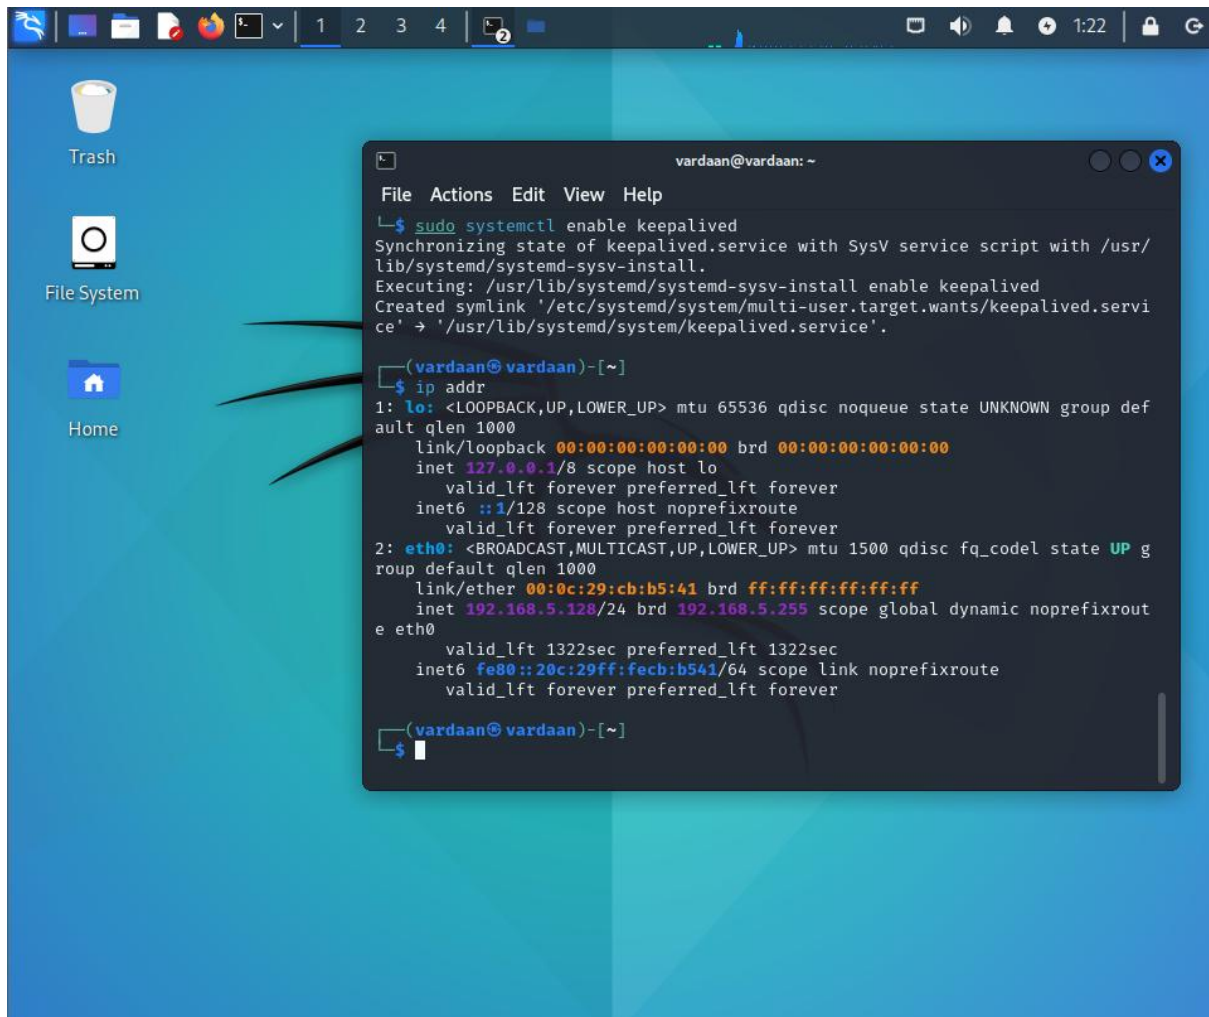 1 2 3 4 2 1:22
Trash
File System
Home
vardaan@vardaan: ~
File Actions Edit View Help
└─$ sudo systemctl enable keepalived
Synchronizing state of keepalived.service with SysV service script with /usr/
lib/systemd/systemd-sysv-install.
Executing: /usr/lib/systemd/systemd-sysv-install enable keepalived
Created symlink '/etc/systemd/system/multi-user.target.wants/keepalived.servi
ce' → '/usr/lib/systemd/system/keepalived.service'.
┌──(vardaan㉿vardaan)-[~]
└─$ ip addr
1: lo: <LOOPBACK,UP,LOWER_UP> mtu 65536 qdisc noqueue state UNKNOWN group def
ault qlen 1000
link/loopback 00:00:00:00:00:00 brd 00:00:00:00:00:00
inet 127.0.0.1/8 scope host lo
valid_lft forever preferred_lft forever
inet6 ::1/128 scope host noprefixroute
valid_lft forever preferred_lft forever
2: eth0: <BROADCAST,MULTICAST,UP,LOWER_UP> mtu 1500 qdisc fq_codel state UP g
roup default qlen 1000
link/ether 00:0c:29:cb:b5:41 brd ff:ff:ff:ff:ff:ff
inet 192.168.5.128/24 brd 192.168.5.255 scope global dynamic noprefixrout
e eth0
valid_lft 1322sec preferred_lft 1322sec
inet6 fe80::20c:29ff:fecb:b541/64 scope link noprefixroute
valid_lft forever preferred_lft forever
┌──(vardaan㉿vardaan)-[~]
└─$